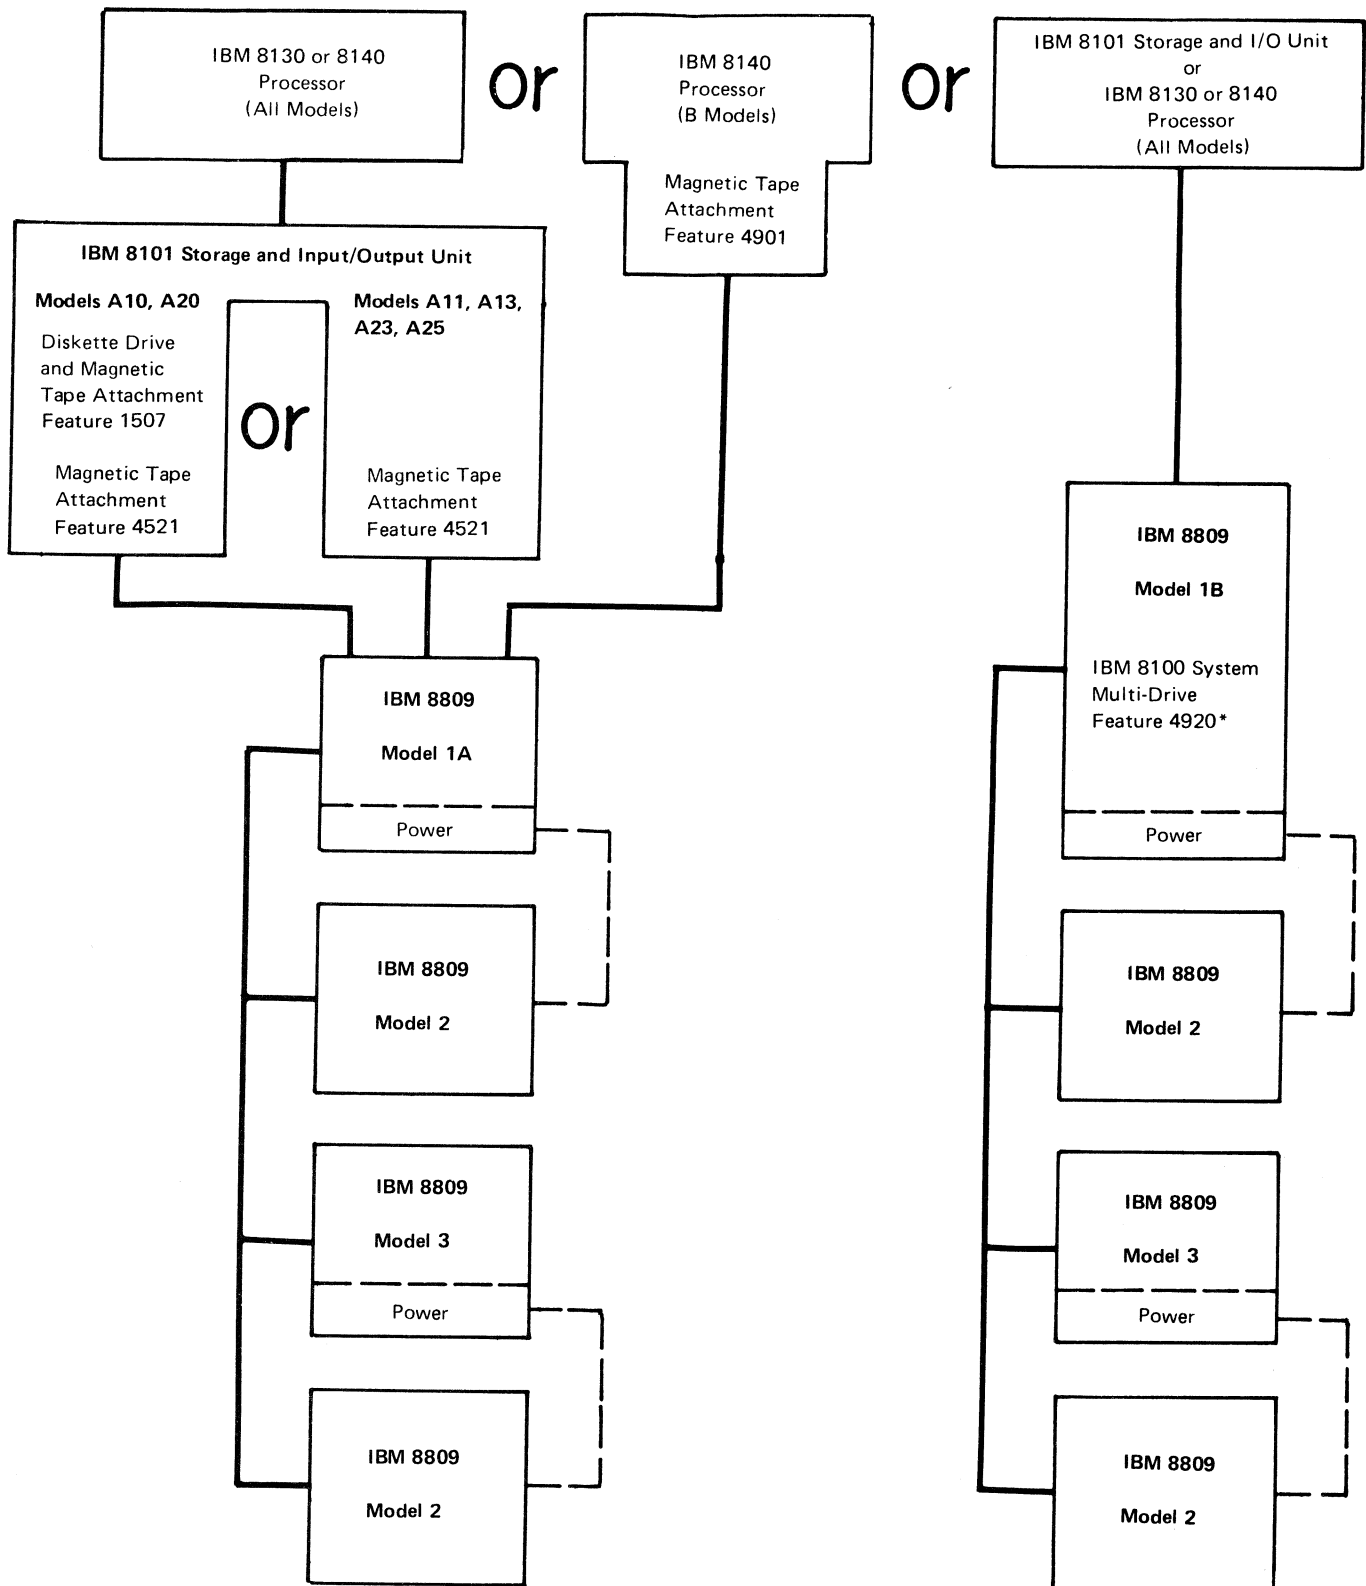 IBM 8130 or 8140
Processor
(All Models)
or
IBM 8140
Processor
(B Models)
Magnetic Tape
Attachment
Feature 4901
or
IBM 8101 Storage and I/O Unit
or
IBM 8130 or 8140
Processor
(All Models)
IBM 8101 Storage and Input/Output Unit
Models A10, A20
Diskette Drive
and Magnetic
Tape Attachment
Feature 1507
Magnetic Tape
Attachment
Feature 4521
or
Models A11, A13,
A23, A25
Magnetic Tape
Attachment
Feature 4521
IBM 8809
Model 1A
Power
IBM 8809
Model 2
IBM 8809
Model 3
Power
IBM 8809
Model 2
IBM 8809
Model 1B
IBM 8100 System
Multi-Drive
Feature 4920*
Power
IBM 8809
Model 2
IBM 8809
Model 3
Power
IBM 8809
Model 2